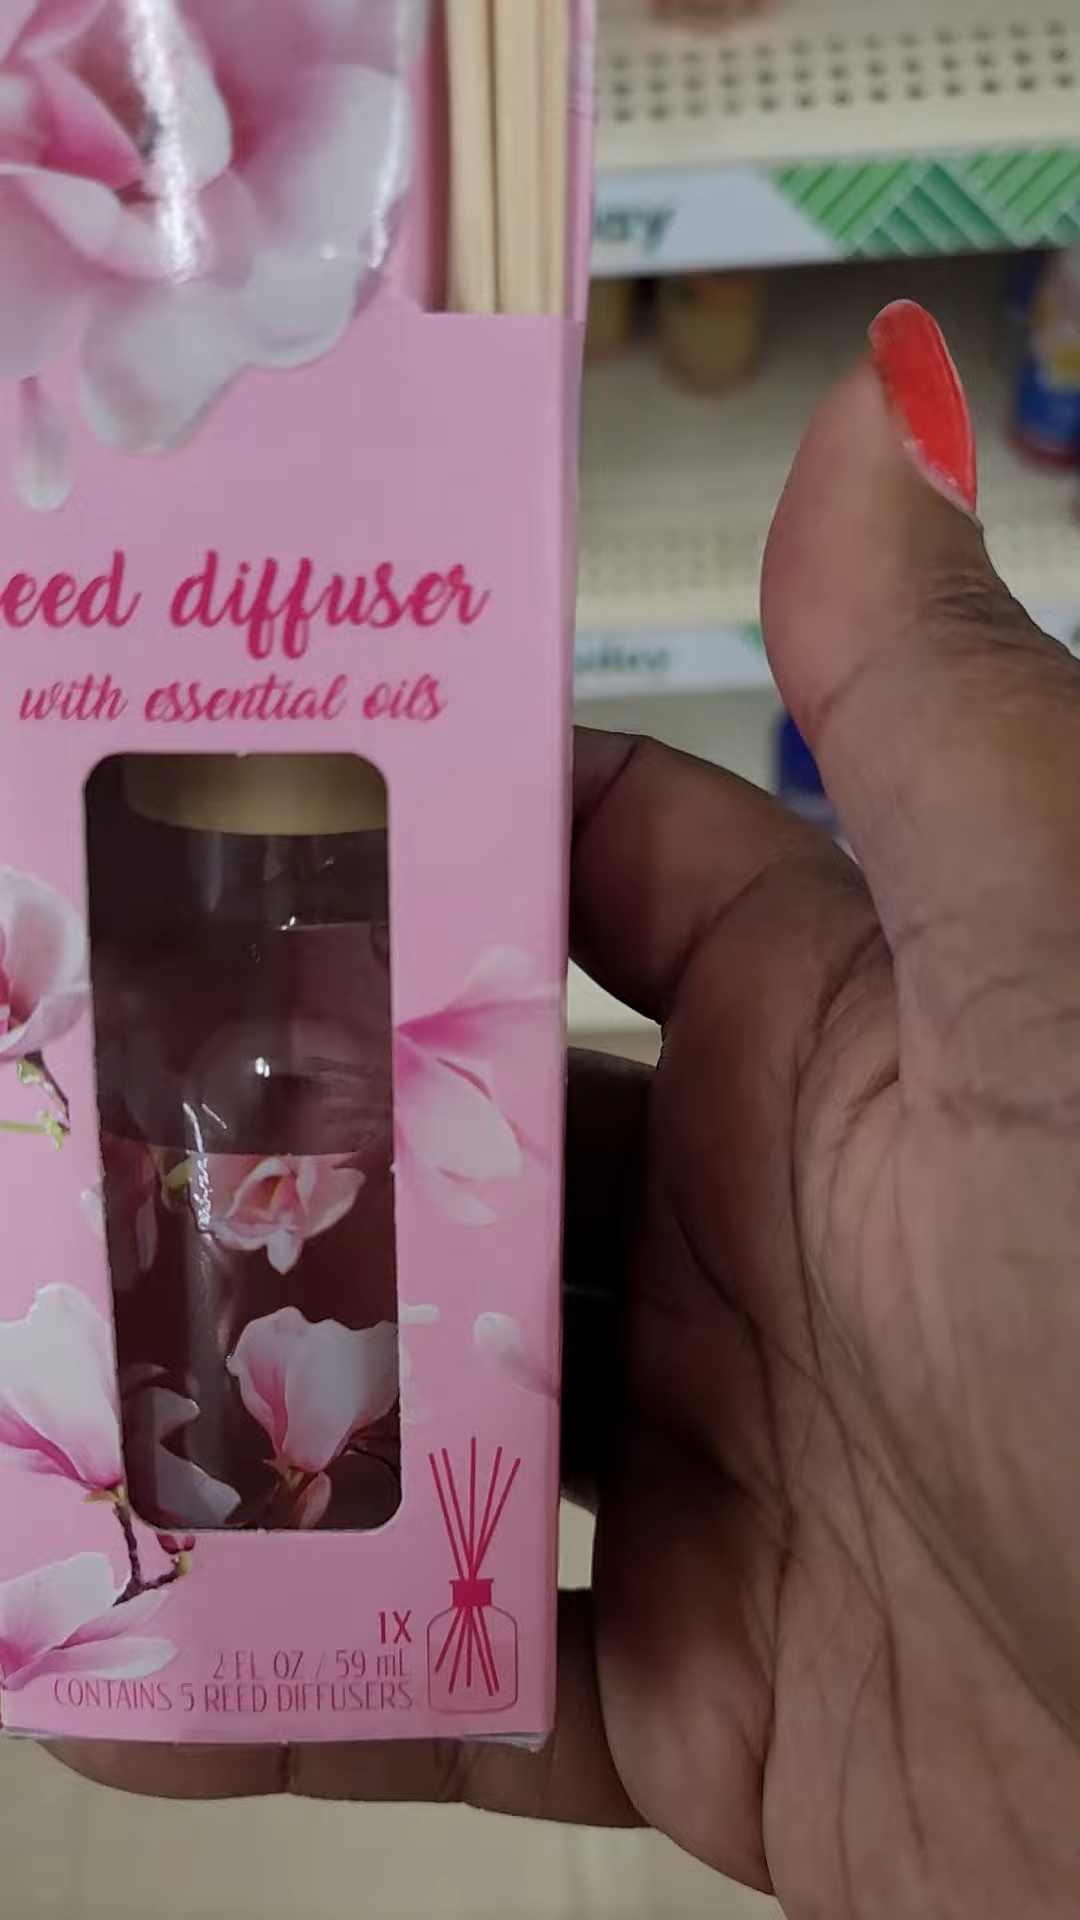 eed diffuser
with essential oils
1X
2 FL OZ / 59 mL
CONTAINS 5 REED DIFFUSERS